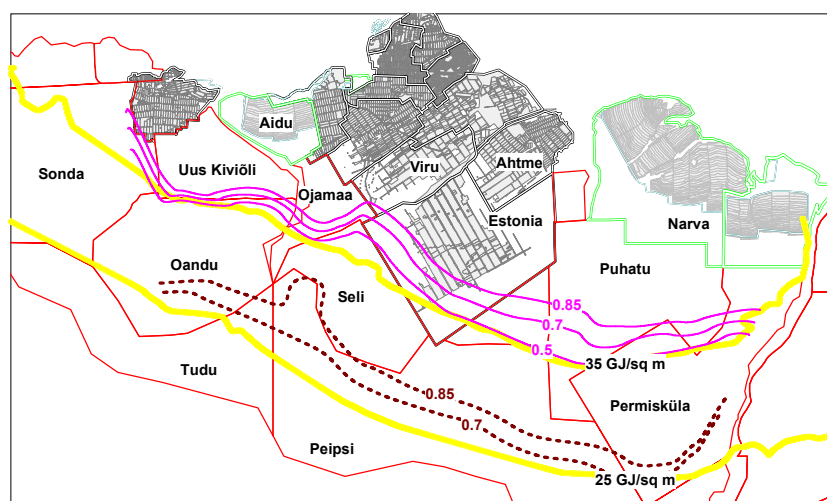 Aidu
Viru
Ahtme
Sonda
Uus Kiviõli
Ojamaa
Estonia
Narva
Oandu
Seli
Puhatu
0.85
0.7
0.5
35 GJ/sq m
Tudu
0.85
0.7
Permisküla
Peipsi
25 GJ/sq m